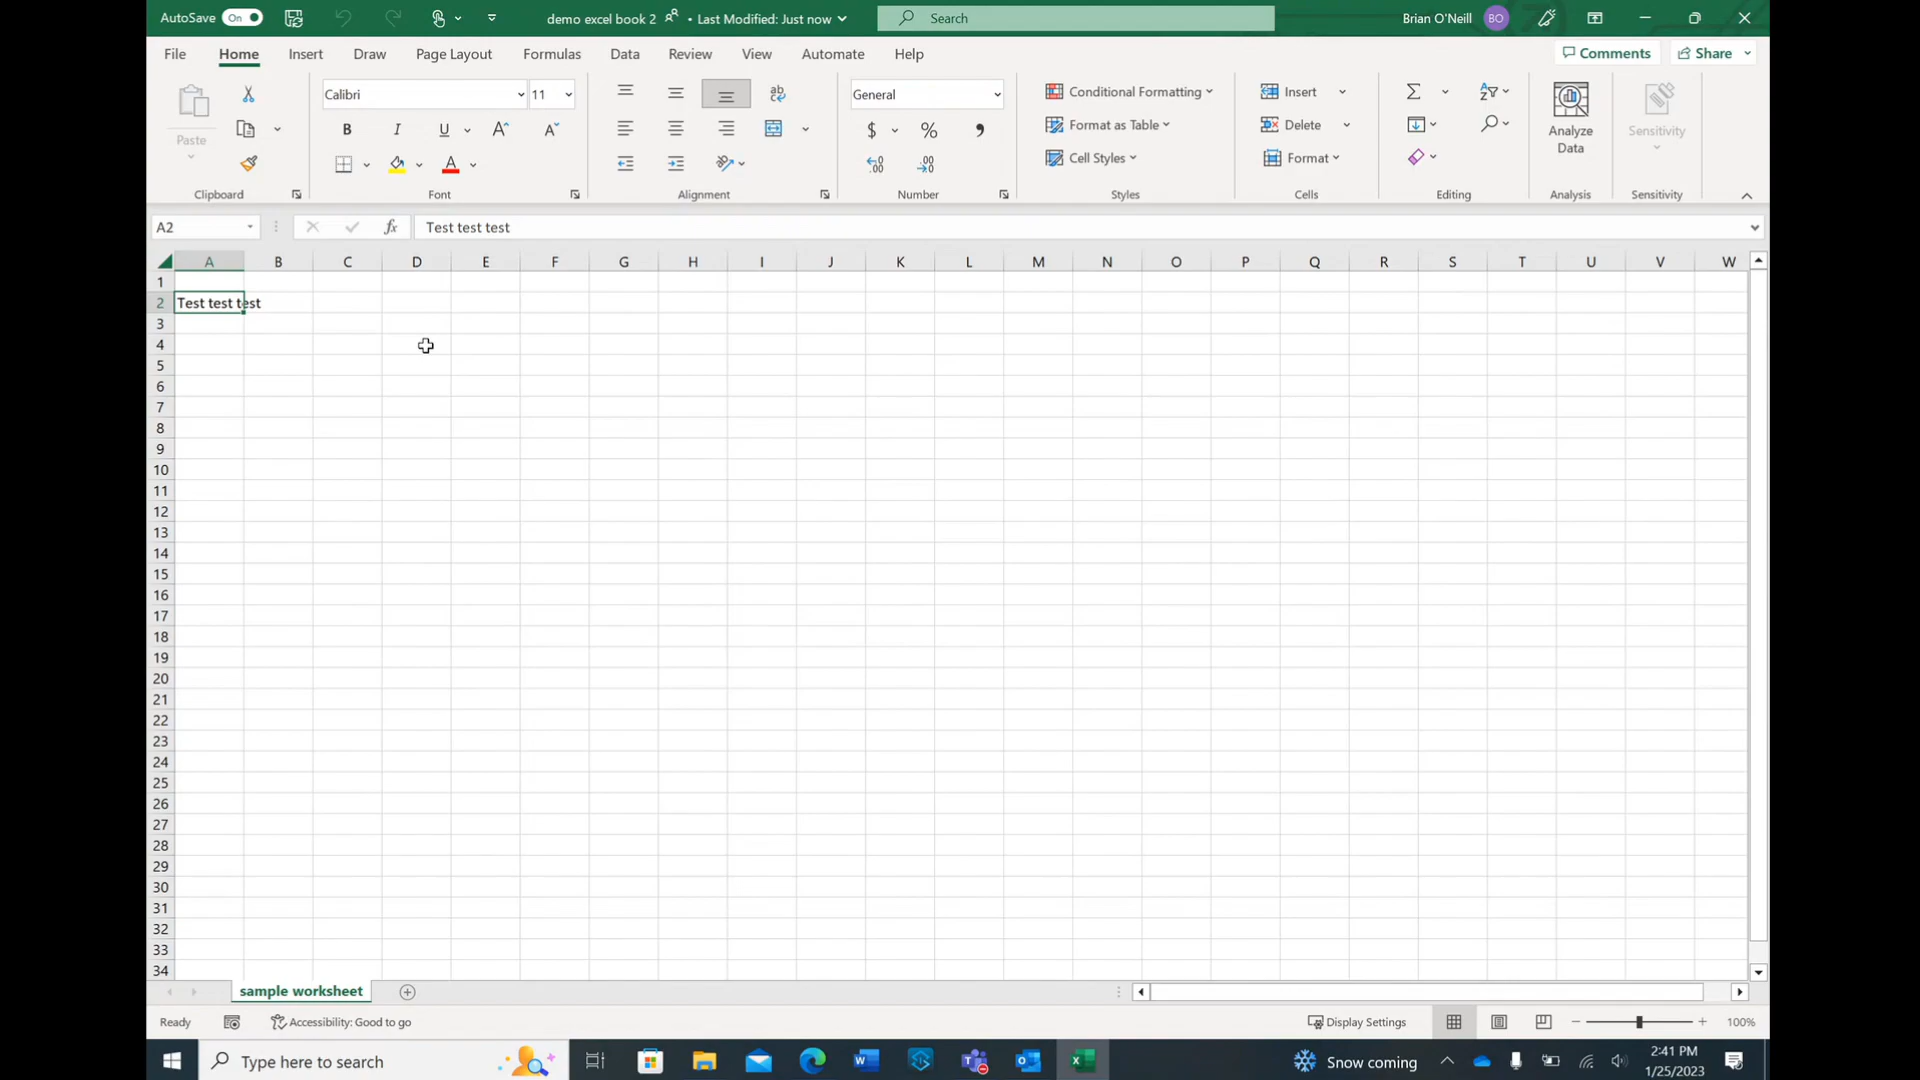 AutoSave On demo excel book 2 • Last Modified: Just now Search Brian O'Neill BO
File Home Insert Draw Page Layout Formulas Data Review View Automate Help Comments Share
Paste Calibri 11 General Conditional Formatting Insert Analyze Data Sensitivity
B I U $ % Format as Table Delete
A Cell Styles Format
Clipboard Font Alignment Number Styles Cells Editing Analysis Sensitivity
A2 fx Test test test
A B C D E F G H I J K L M N O P Q R S T U V W
1
2 Test test test
3
4
5
6
7
8
9
10
11
12
13
14
15
16
17
18
19
20
21
22
23
24
25
26
27
28
29
30
31
32
33
34
sample worksheet
Ready Accessibility: Good to go Display Settings 100%
Type here to search Snow coming 2:41 PM
1/25/2023